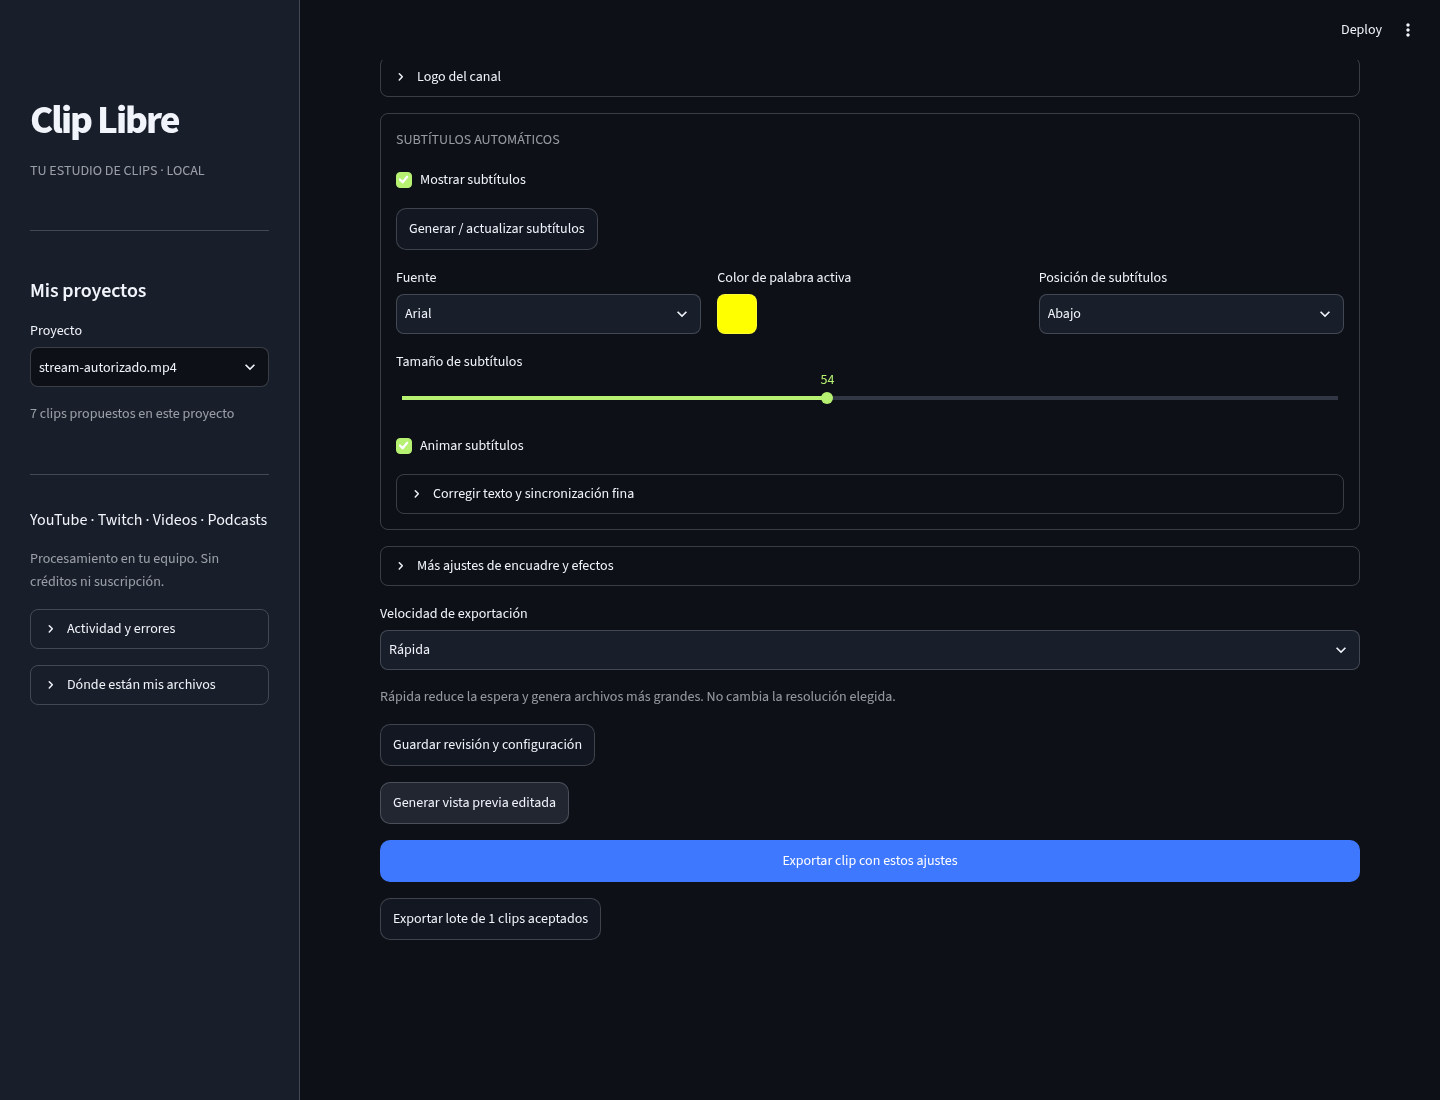 Deploy
Clip Libre
TU ESTUDIO DE CLIPS · LOCAL
Mis proyectos
Proyecto
stream-autorizado.mp4
7 clips propuestos en este proyecto
YouTube · Twitch · Videos · Podcasts
Procesamiento en tu equipo. Sin
créditos ni suscripción.
Actividad y errores
Dónde están mis archivos
Logo del canal
SUBTÍTULOS AUTOMÁTICOS
Mostrar subtítulos
Generar / actualizar subtítulos
Fuente
Color de palabra activa
Posición de subtítulos
Arial
Abajo
Tamaño de subtítulos
54
Animar subtítulos
Corregir texto y sincronización fina
Más ajustes de encuadre y efectos
Velocidad de exportación
Rápida
Rápida reduce la espera y genera archivos más grandes. No cambia la resolución elegida.
Guardar revisión y configuración
Generar vista previa editada
Exportar clip con estos ajustes
Exportar lote de 1 clips aceptados